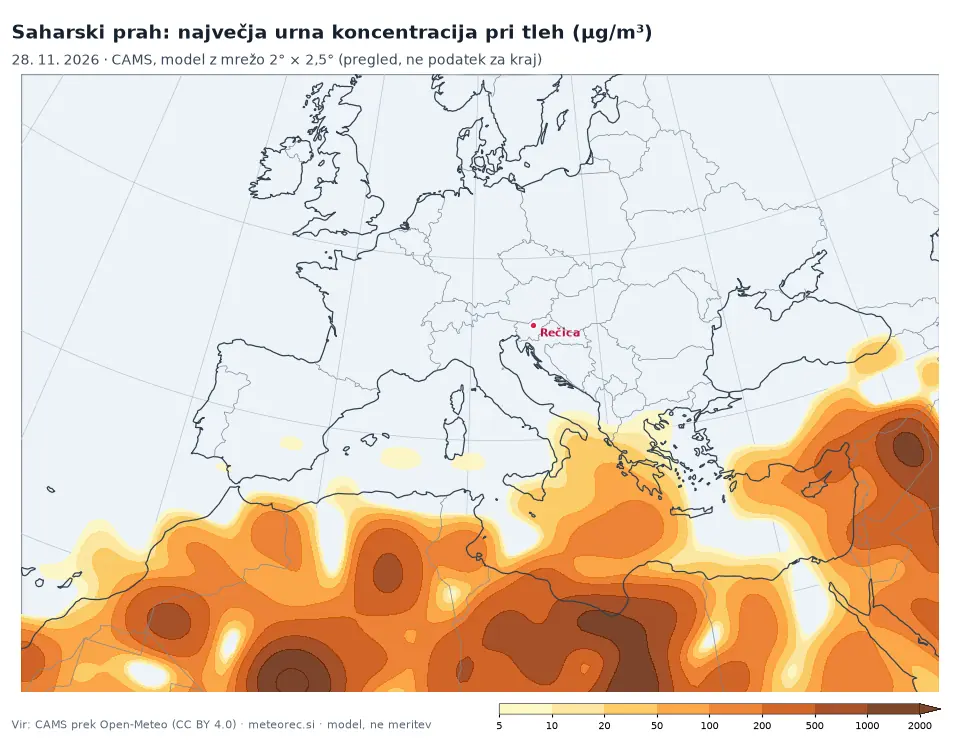 Saharski prah: največja urna koncentracija pri tleh (µg/m³)
28. 11. 2026 · CAMS, model z mrežo 2° × 2,5° (pregled, ne podatek za kraj)
Rečica
Vir: CAMS prek Open-Meteo (CC BY 4.0) · meteorec.si · model, ne meritev
5 10 20 50 100 200 500 1000 2000